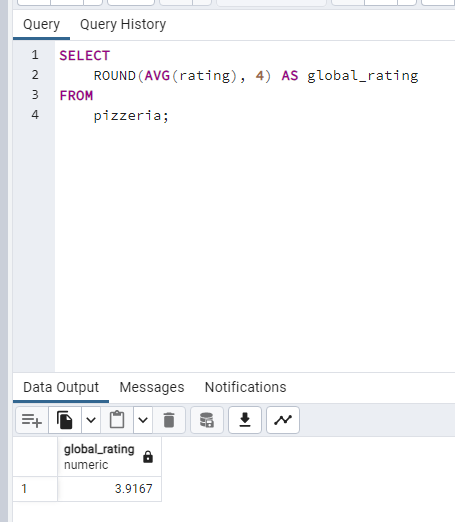 Query Query History
1 SELECT
2 ROUND(AVG(rating), 4) AS global_rating
3 FROM
4 pizzeria;
Data Output Messages Notifications
global_rating
numeric
1 3.9167